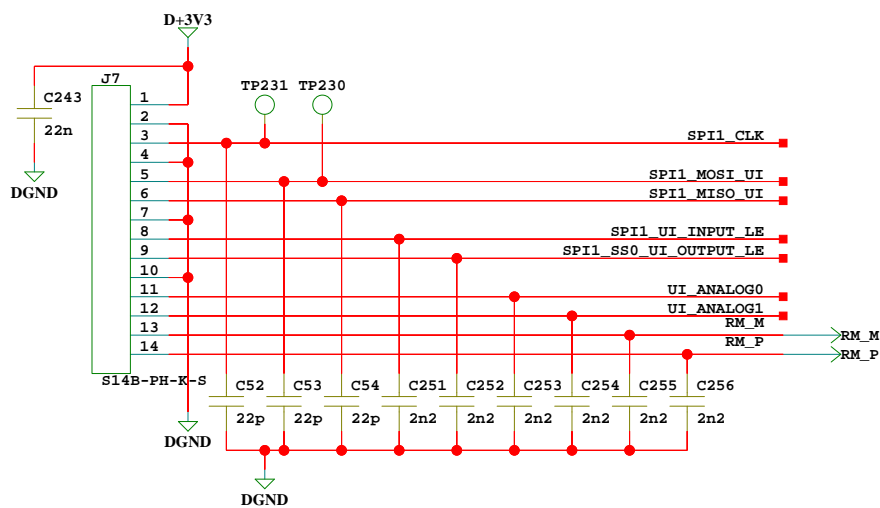 D+3V3
J7
TP231 TP230
C243
22n
DGND
1
2
3 SPI1_CLK
4
5 SPI1_MOSI_UI
6 SPI1_MISO_UI
7
8 SPI1_UI_INPUT_LE
9 SPI1_SS0_UI_OUTPUT_LE
10
11 UI_ANALOG0
12 UI_ANALOG1
13 RM_M RM_M
14 RM_P RM_P
S14B-PH-K-S
C52 C53 C54 C251 C252 C253 C254 C255 C256
22p 22p 22p 2n2 2n2 2n2 2n2 2n2 2n2
DGND
DGND